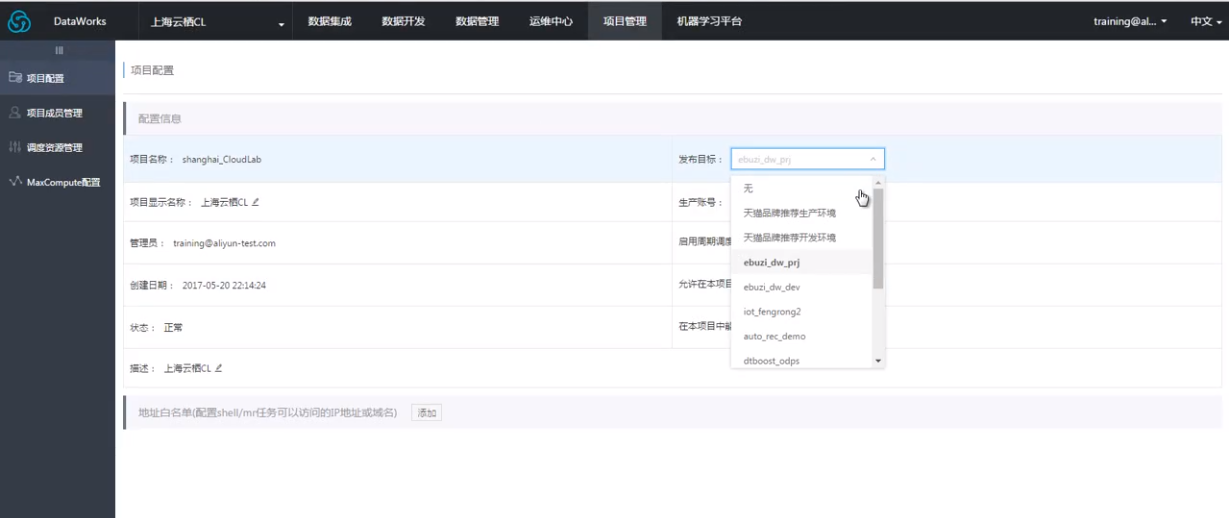 DataWorks 上海云栖CL 数据集成 数据开发 数据管理 运维中心 项目管理 机器学习平台 training@al... 中文
项目配置
项目成员管理
调度资源管理
MaxCompute配置
项目配置
配置信息
项目名称： shanghai_CloudLab 发布目标： ebuzi_dw_prj
无
项目显示名称： 上海云栖CL 生产账号：
天猫品牌推荐生产环境
天猫品牌推荐开发环境
管理员： training@aliyun-test.com 启用周期调度
ebuzi_dw_prj
创建日期： 2017-05-20 22:14:24 允许在本项目
ebuzi_dw_dev
iot_fengrong2
状态： 正常 在本项目中能
auto_rec_demo
dtboost_odps
描述： 上海云栖CL
地址白名单(配置shell/mr任务可以访问的IP地址或域名) 添加